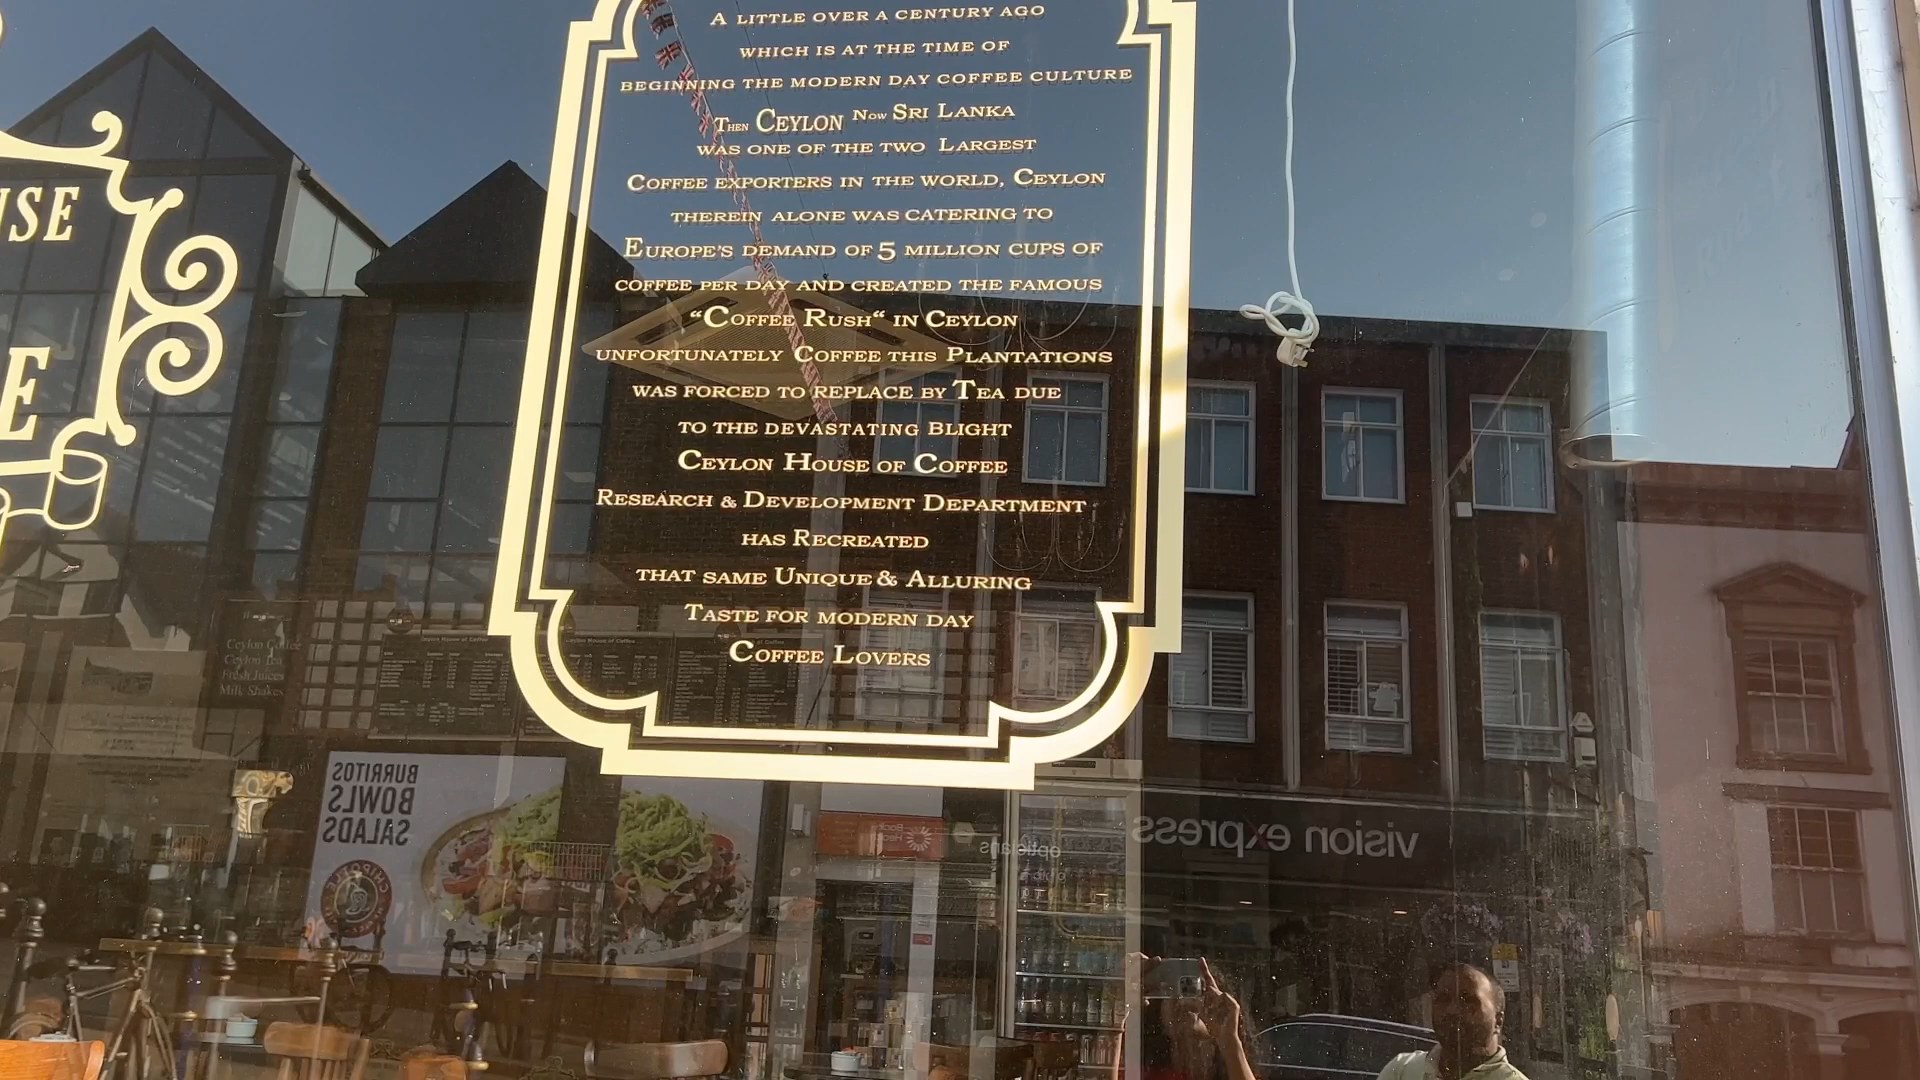 A LITTLE OVER A CENTURY AGO
WHICH IS AT THE TIME OF
BEGINNING THE MODERN DAY COFFEE CULTURE
THEN CEYLON NOW SRI LANKA
WAS ONE OF THE TWO LARGEST
COFFEE EXPORTERS IN THE WORLD, CEYLON
THEREIN ALONE WAS CATERING TO
EUROPE'S DEMAND OF 5 MILLION CUPS OF
COFFEE PER DAY AND CREATED THE FAMOUS
“COFFEE RUSH“ IN CEYLON
UNFORTUNATELY COFFEE THIS PLANTATIONS
WAS FORCED TO REPLACE BY TEA DUE
TO THE DEVASTATING BLIGHT
CEYLON HOUSE OF COFFEE
RESEARCH & DEVELOPMENT DEPARTMENT
HAS RECREATED
THAT SAME UNIQUE & ALLURING
TASTE FOR MODERN DAY
COFFEE LOVERS
Ceylon Coffee
Ceylon Tea
Fresh Juices
Milk Shakes
Ceylon House of Coffee
BURRITOS
BOWLS
SALADS
CHIPOTLE
opticians
vision express